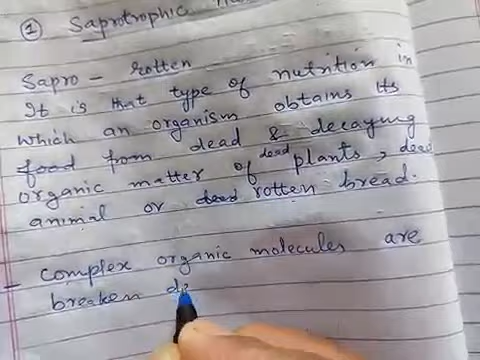 ① Saprotrophic
Sapro - rotten
It is that type of nutrition in
which an organism obtains its
food from dead & decaying
organic matter of dead plants, dead
animal or dead rotten bread.
- Complex organic molecules are
breaken